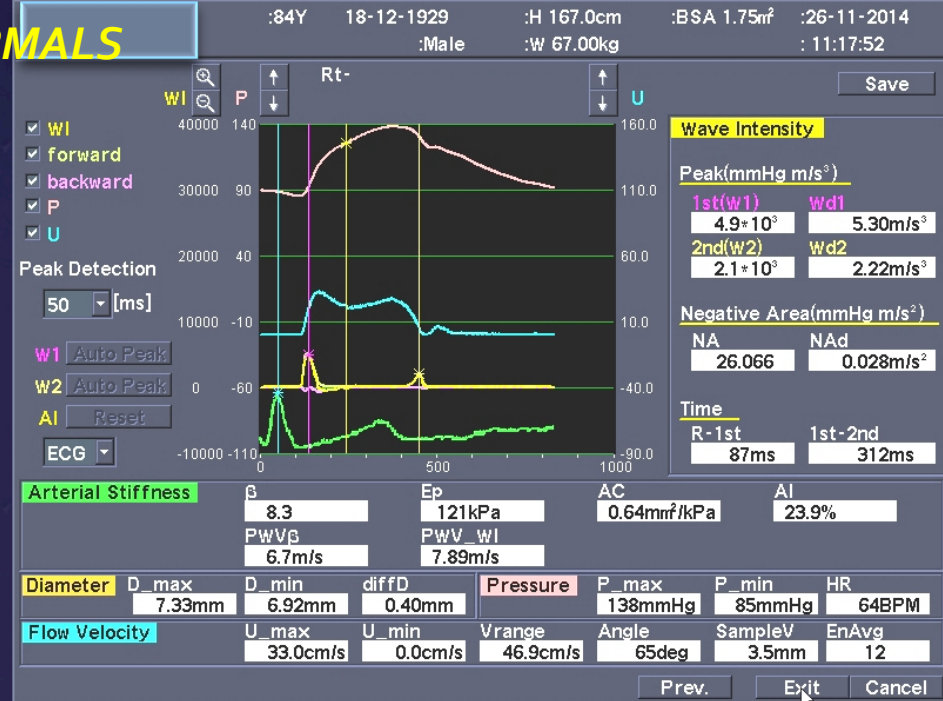 MALS
:84Y 18-12-1929 :H 167.0cm :BSA 1.75㎡ :26-11-2014
:Male :W 67.00kg : 11:17:52
Rt-
Save
WI P U
WI
forward
backward
P
U
Peak Detection
50 [ms]
W1 Auto Peak
W2 Auto Peak
AI Reset
ECG
40000 140 160.0
30000 90 110.0
20000 40 60.0
10000 -10 10.0
0 -60 -40.0
-10000 -110 -90.0
0 500 1000
Wave Intensity
Peak(mmHg m/s³)
1st(W1) Wd1
4.9*10³ 5.30m/s³
2nd(W2) Wd2
2.1*10³ 2.22m/s³
Negative Area(mmHg m/s²)
NA NAd
26.066 0.028m/s²
Time
R-1st 1st-2nd
87ms 312ms
Arterial Stiffness β Ep AC AI
8.3 121kPa 0.64mm²/kPa 23.9%
PWVβ PWV_WI
6.7m/s 7.89m/s
Diameter D_max D_min diffD Pressure P_max P_min HR
7.33mm 6.92mm 0.40mm 138mmHg 85mmHg 64BPM
Flow Velocity U_max U_min Vrange Angle SampleV EnAvg
33.0cm/s 0.0cm/s 46.9cm/s 65deg 3.5mm 12
Prev. Exit Cancel